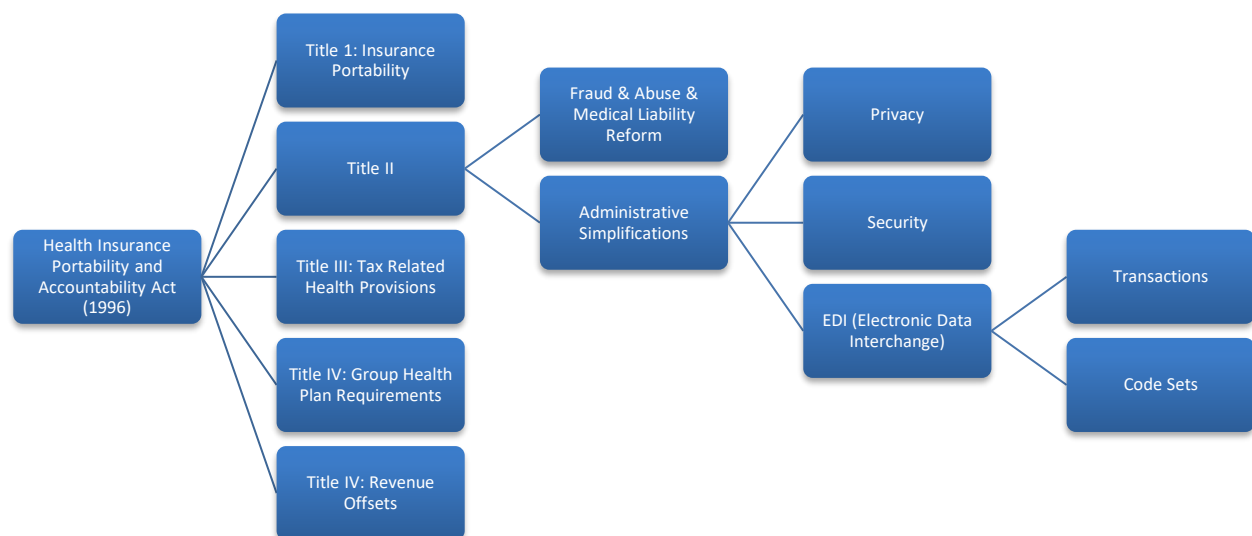 Health Insurance
Portability and
Accountability Act
(1996)
Title 1: Insurance
Portability
Title II
Title III: Tax Related
Health Provisions
Title IV: Group Health
Plan Requirements
Title IV: Revenue
Offsets
Fraud & Abuse &
Medical Liability
Reform
Administrative
Simplifications
Privacy
Security
EDI (Electronic Data
Interchange)
Transactions
Code Sets